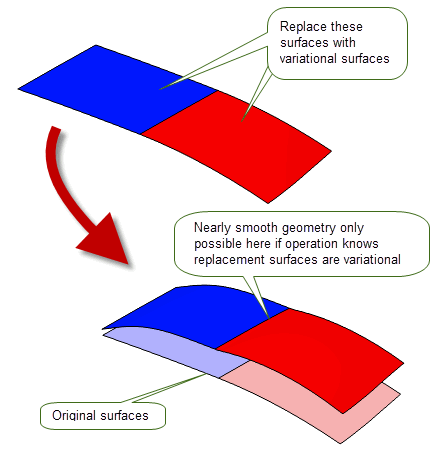 Replace these
surfaces with
variational surfaces
Nearly smooth geometry only
possible here if operation knows
replacement surfaces are variational
Original surfaces